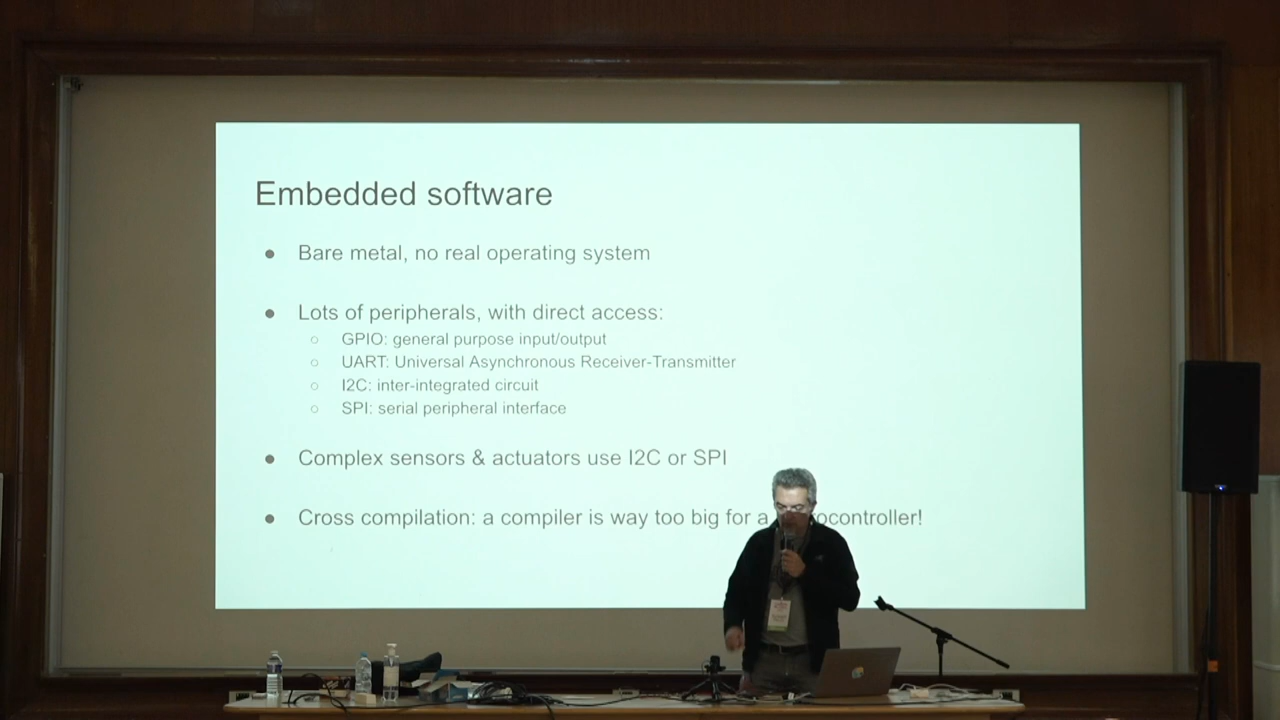 Embedded software
● Bare metal, no real operating system
● Lots of peripherals, with direct access:
○ GPIO: general purpose input/output
○ UART: Universal Asynchronous Receiver-Transmitter
○ I2C: inter-integrated circuit
○ SPI: serial peripheral interface
● Complex sensors & actuators use I2C or SPI
● Cross compilation: a compiler is way too big for a ocontroller!